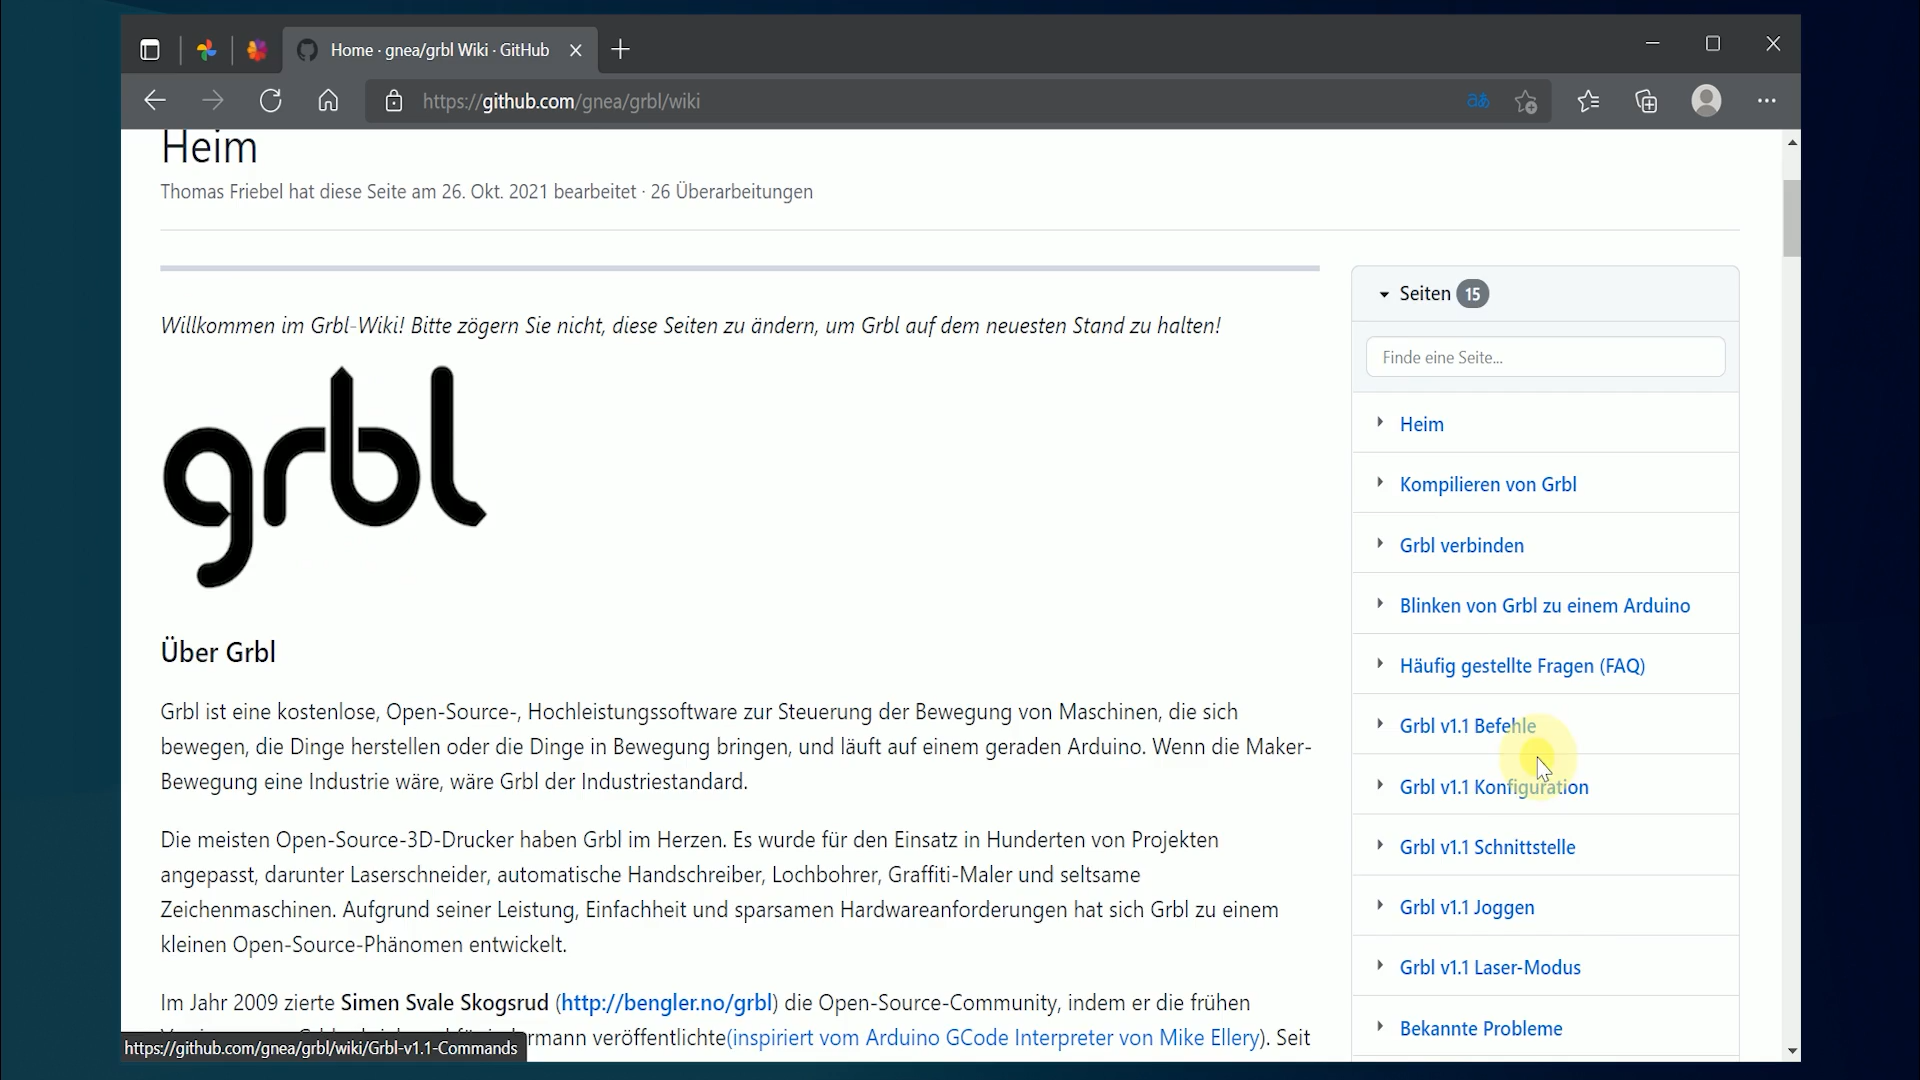 Home · gnea/grbl Wiki · GitHub
https://github.com/gnea/grbl/wiki
Heim
Thomas Friebel hat diese Seite am 26. Okt. 2021 bearbeitet · 26 Überarbeitungen
Willkommen im Grbl-Wiki! Bitte zögern Sie nicht, diese Seiten zu ändern, um Grbl auf dem neuesten Stand zu halten!
grbl
Über Grbl
Grbl ist eine kostenlose, Open-Source-, Hochleistungssoftware zur Steuerung der Bewegung von Maschinen, die sich
bewegen, die Dinge herstellen oder die Dinge in Bewegung bringen, und läuft auf einem geraden Arduino. Wenn die Maker-
Bewegung eine Industrie wäre, wäre Grbl der Industriestandard.
Die meisten Open-Source-3D-Drucker haben Grbl im Herzen. Es wurde für den Einsatz in Hunderten von Projekten
angepasst, darunter Laserschneider, automatische Handschreiber, Lochbohrer, Graffiti-Maler und seltsame
Zeichenmaschinen. Aufgrund seiner Leistung, Einfachheit und sparsamen Hardwareanforderungen hat sich Grbl zu einem
kleinen Open-Source-Phänomen entwickelt.
Im Jahr 2009 zierte Simen Svale Skogsrud (http://bengler.no/grbl) die Open-Source-Community, indem er die frühen
rmann veröffentlichte(inspiriert vom Arduino GCode Interpreter von Mike Ellery). Seit
Seiten 15
Finde eine Seite...
Heim
Kompilieren von Grbl
Grbl verbinden
Blinken von Grbl zu einem Arduino
Häufig gestellte Fragen (FAQ)
Grbl v1.1 Befehle
Grbl v1.1 Konfiguration
Grbl v1.1 Schnittstelle
Grbl v1.1 Joggen
Grbl v1.1 Laser-Modus
Bekannte Probleme
https://github.com/gnea/grbl/wiki/Grbl-v1.1-Commands